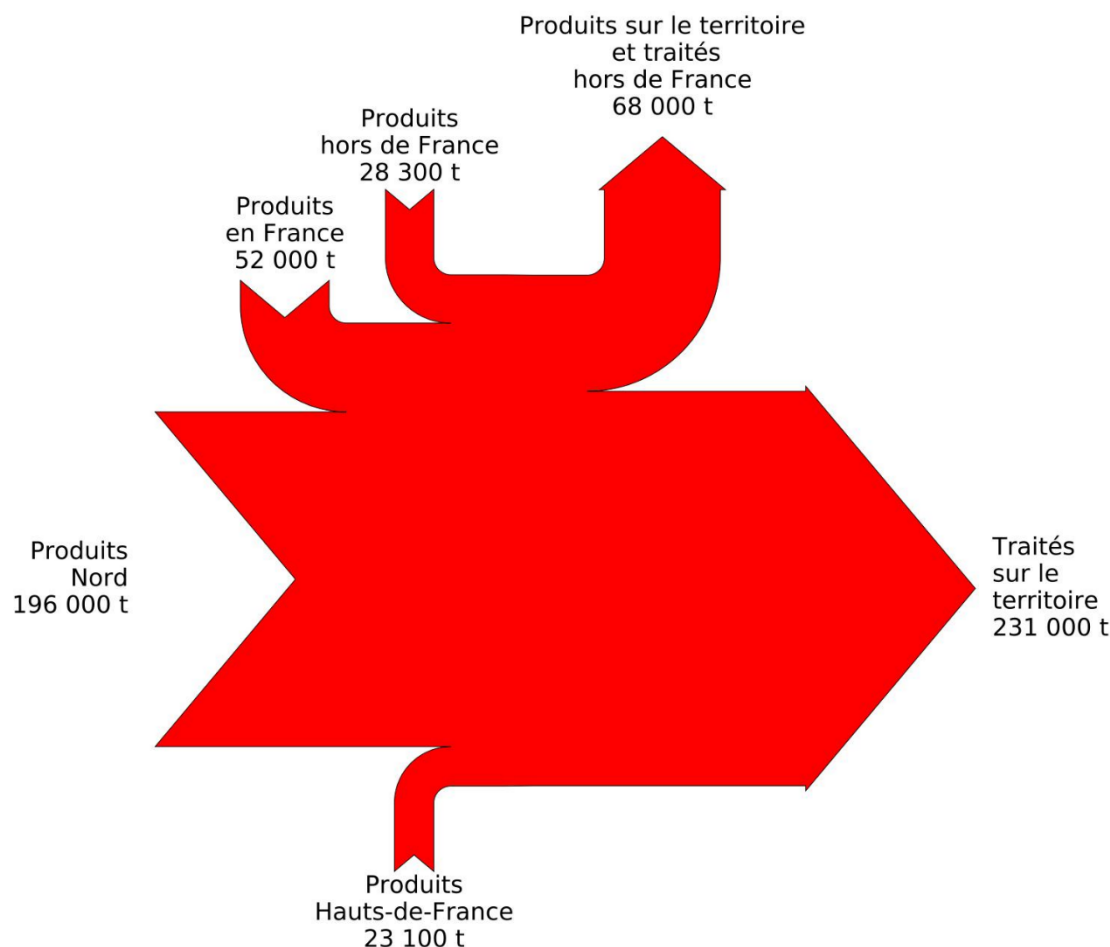 Produits sur le territoire
et traités
hors de France
68 000 t
Produits
hors de France
28 300 t
Produits
en France
52 000 t
Produits
Nord
196 000 t
Traités
sur le
territoire
231 000 t
Produits
Hauts-de-France
23 100 t